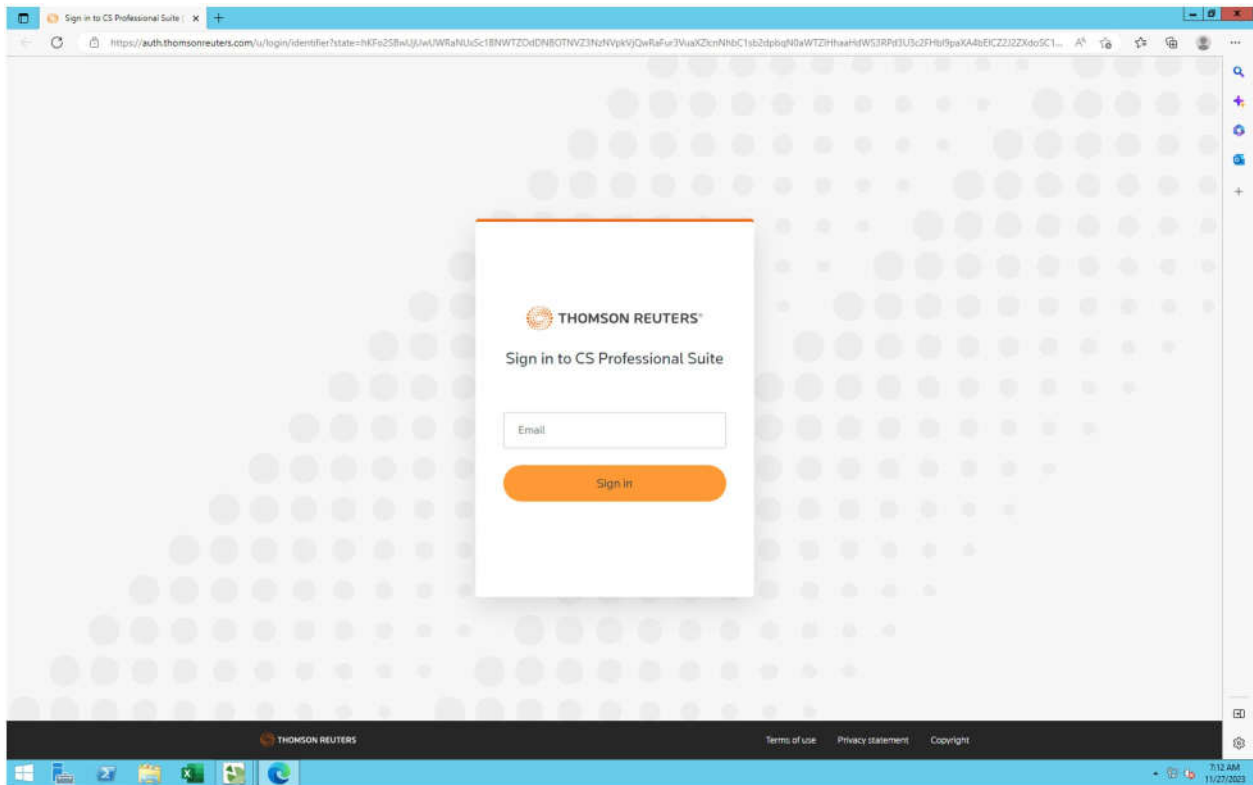 Sign in to CS Professional Suite
THOMSON REUTERS®
Sign in to CS Professional Suite
Email
Sign in
THOMSON REUTERS
Terms of use Privacy statement Copyright
7:12 AM
11/27/2023